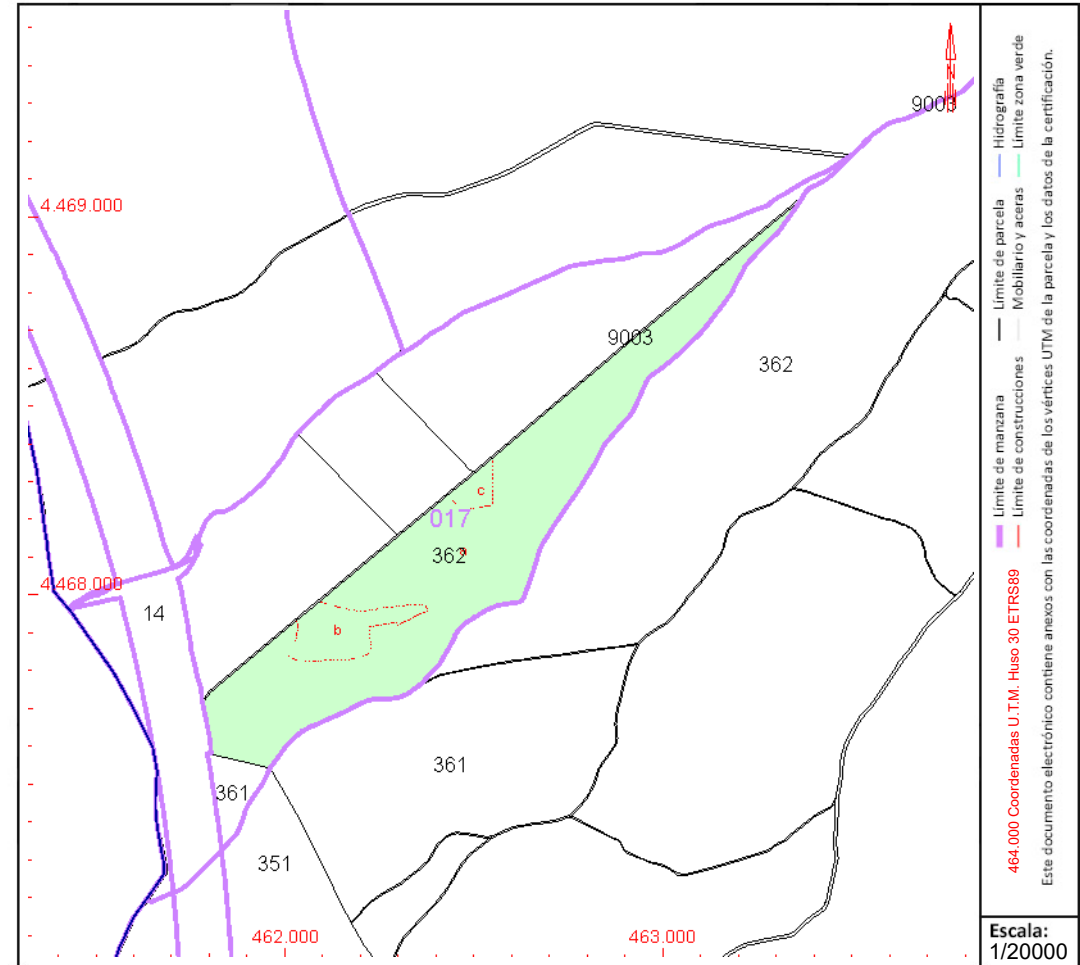 N
9003
4.469.000
9003
362
c
017
a
362
4.468.000
14
b
361
361
351
462.000
463.000
Límite de manzana
Límite de parcela
Hidrografía
Límite de construcciones
Mobiliario y aceras
Límite zona verde
464.000 Coordenadas U.T.M. Huso 30 ETRS89
Este documento electrónico contiene anexos con las coordenadas de los vértices UTM de la parcela y los datos de la certificación.
Escala:
1/20000